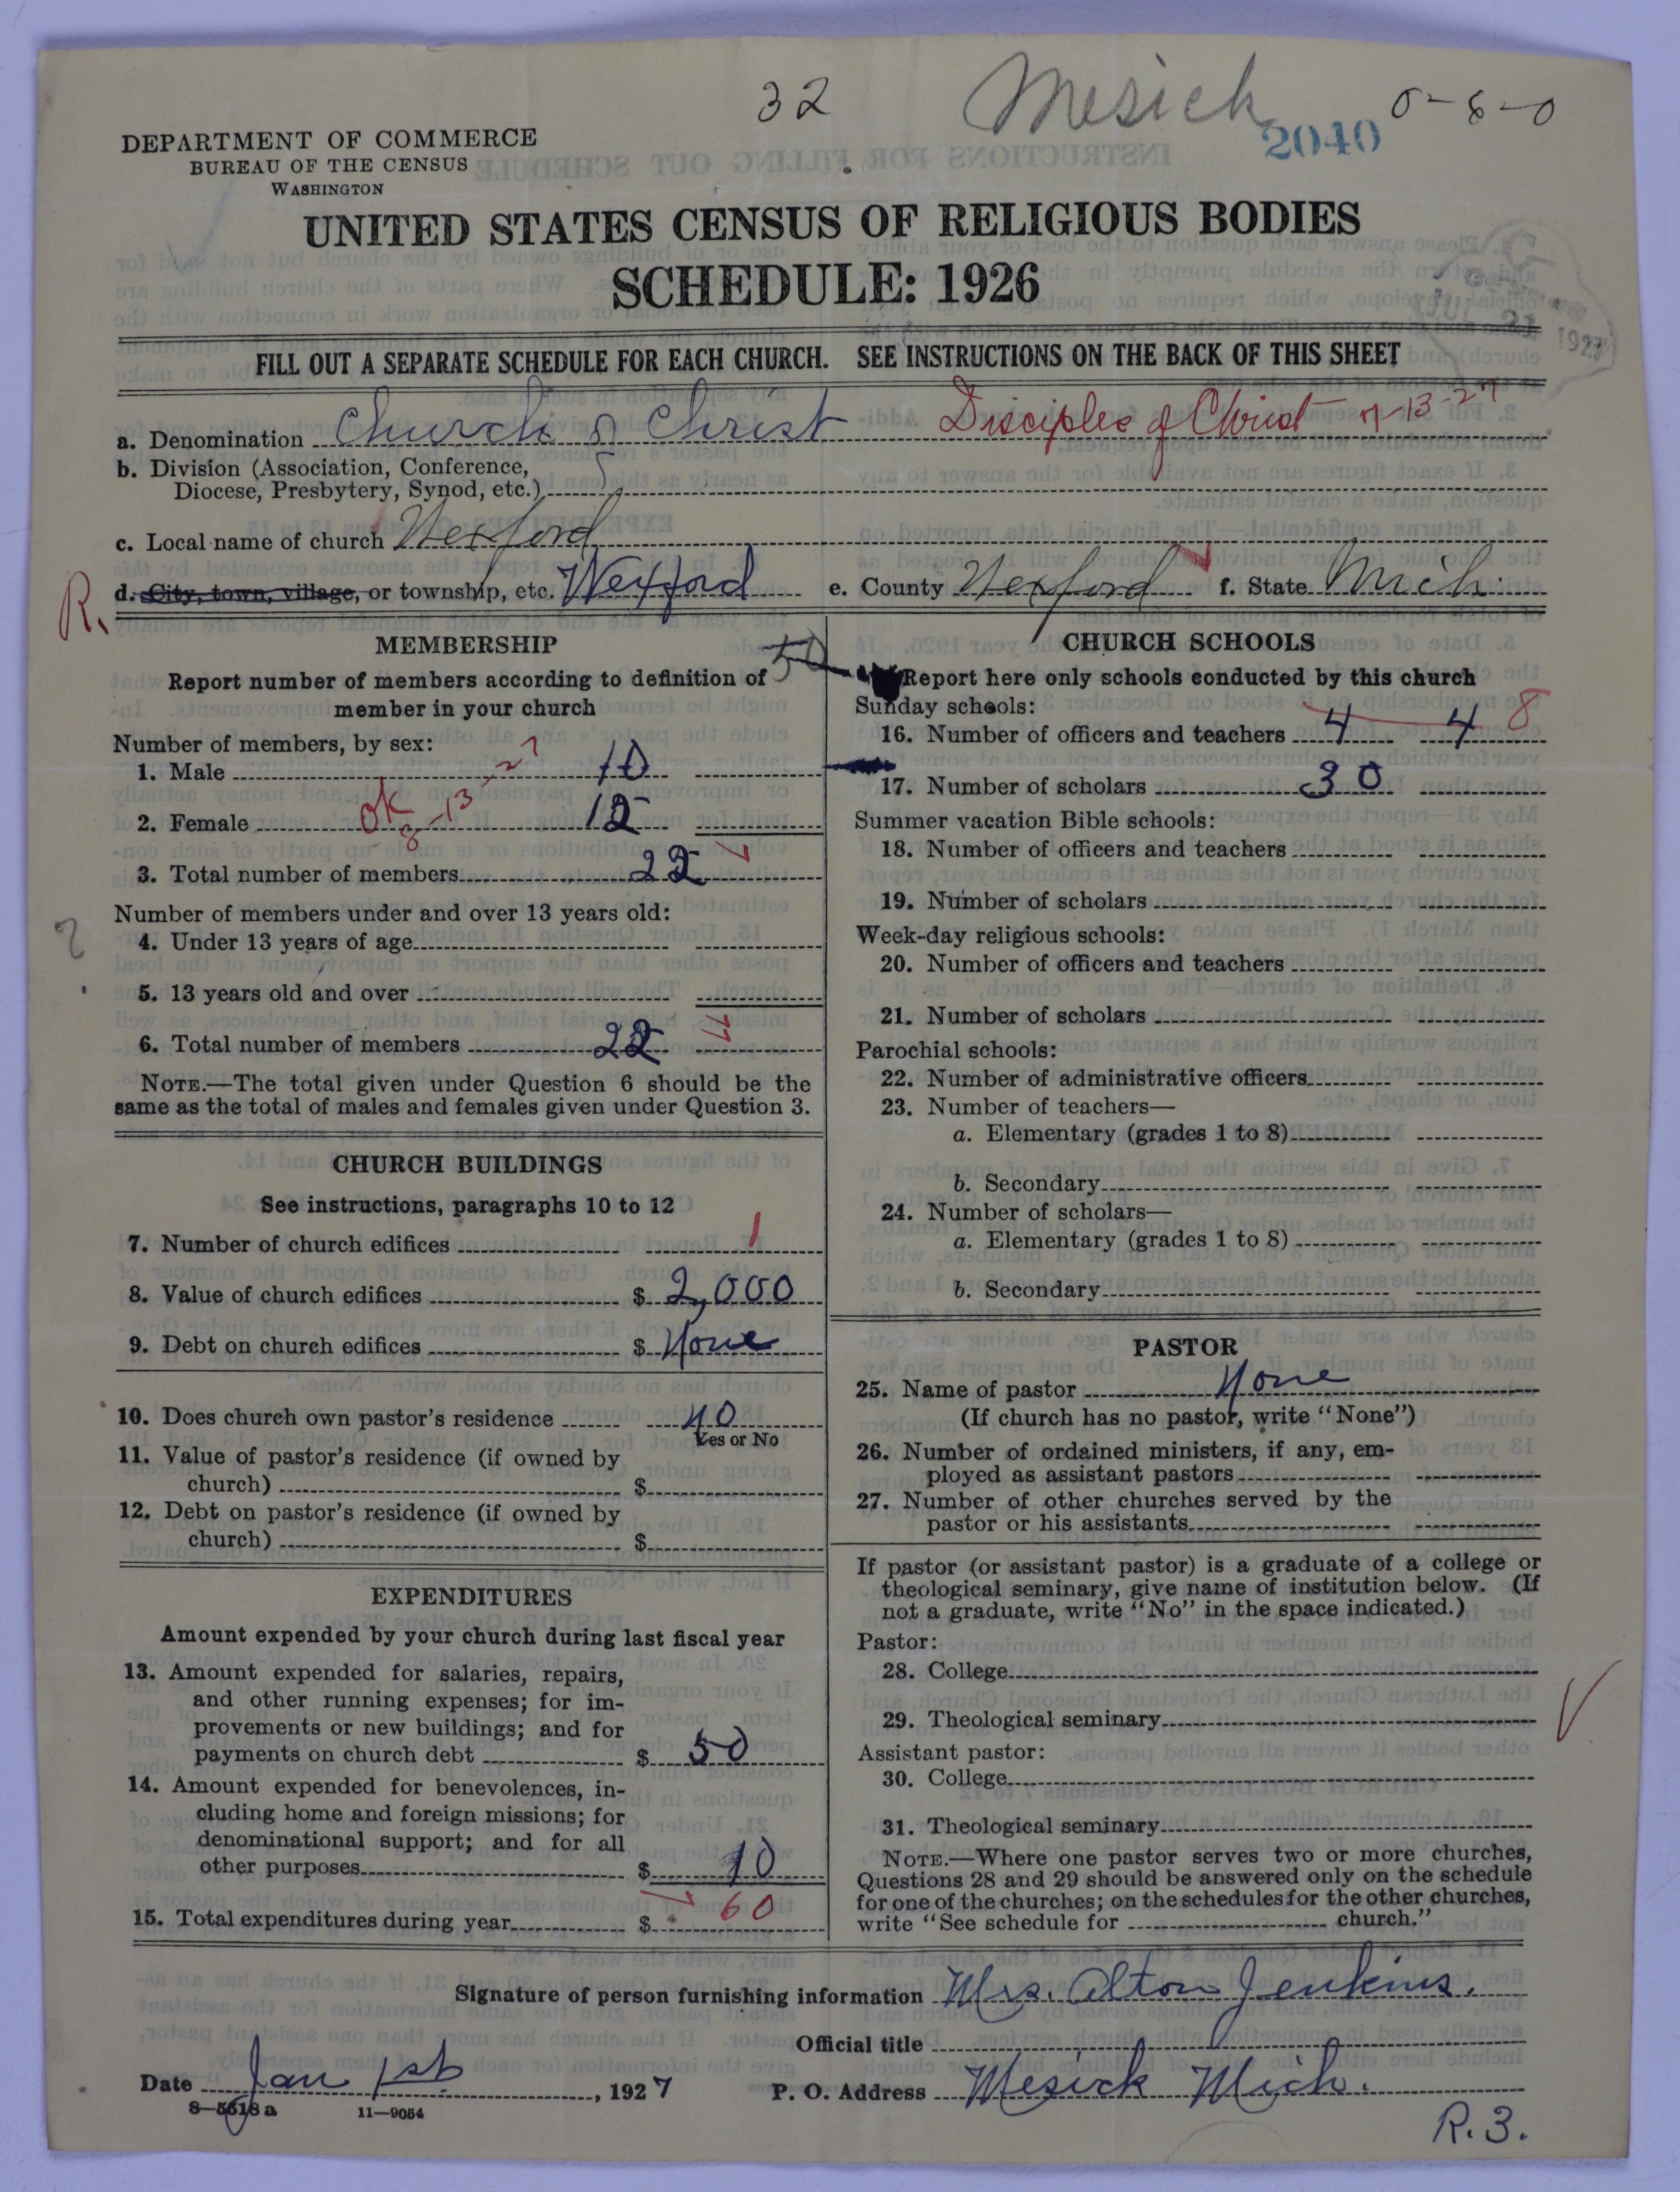 32 Mesick 0-8-0
2040
DEPARTMENT OF COMMERCE
BUREAU OF THE CENSUS
WASHINGTON
UNITED STATES CENSUS OF RELIGIOUS BODIES
SCHEDULE: 1926
JUL 21 1927
FILL OUT A SEPARATE SCHEDULE FOR EACH CHURCH. SEE INSTRUCTIONS ON THE BACK OF THIS SHEET
a. Denomination Church of Christ Disciples of Christ 7-13-27
b. Division (Association, Conference,
Diocese, Presbytery, Synod, etc.)
c. Local name of church Wexford
R. d. City, town, village, or township, etc. Wexford e. County Wexford f. State Mich.
MEMBERSHIP
Report number of members according to definition of
member in your church
50
Number of members, by sex:
1. Male 10
2. Female 12
OK 8-13-27
3. Total number of members 22
Number of members under and over 13 years old:
?
4. Under 13 years of age
5. 13 years old and over
6. Total number of members 22
NOTE.—The total given under Question 6 should be the
same as the total of males and females given under Question 3.
CHURCH BUILDINGS
See instructions, paragraphs 10 to 12
7. Number of church edifices 1
8. Value of church edifices $ 2,000
9. Debt on church edifices $ None
10. Does church own pastor's residence No
Yes or No
11. Value of pastor's residence (if owned by
church) $
12. Debt on pastor's residence (if owned by
church) $
EXPENDITURES
Amount expended by your church during last fiscal year
13. Amount expended for salaries, repairs,
and other running expenses; for im-
provements or new buildings; and for
payments on church debt $ 50
14. Amount expended for benevolences, in-
cluding home and foreign missions; for
denominational support; and for all
other purposes $ 10
15. Total expenditures during year $ 60
CHURCH SCHOOLS
Report here only schools conducted by this church
Sunday schools:
16. Number of officers and teachers 4 4 8
17. Number of scholars 30
Summer vacation Bible schools:
18. Number of officers and teachers
19. Number of scholars
Week-day religious schools:
20. Number of officers and teachers
21. Number of scholars
Parochial schools:
22. Number of administrative officers
23. Number of teachers—
a. Elementary (grades 1 to 8)
b. Secondary
24. Number of scholars—
a. Elementary (grades 1 to 8)
b. Secondary
PASTOR
25. Name of pastor None
(If church has no pastor, write "None")
26. Number of ordained ministers, if any, em-
ployed as assistant pastors
27. Number of other churches served by the
pastor or his assistants
If pastor (or assistant pastor) is a graduate of a college or
theological seminary, give name of institution below. (If
not a graduate, write "No" in the space indicated.)
Pastor:
28. College
29. Theological seminary
Assistant pastor:
30. College
31. Theological seminary
NOTE.—Where one pastor serves two or more churches,
Questions 28 and 29 should be answered only on the schedule
for one of the churches; on the schedules for the other churches,
write "See schedule for church."
Signature of person furnishing information Mrs. Alton Jenkins.
Official title
Date Jan 1st, 1927 P. O. Address Mesick Mich.
8—5618 a 11—9054
R. 3.